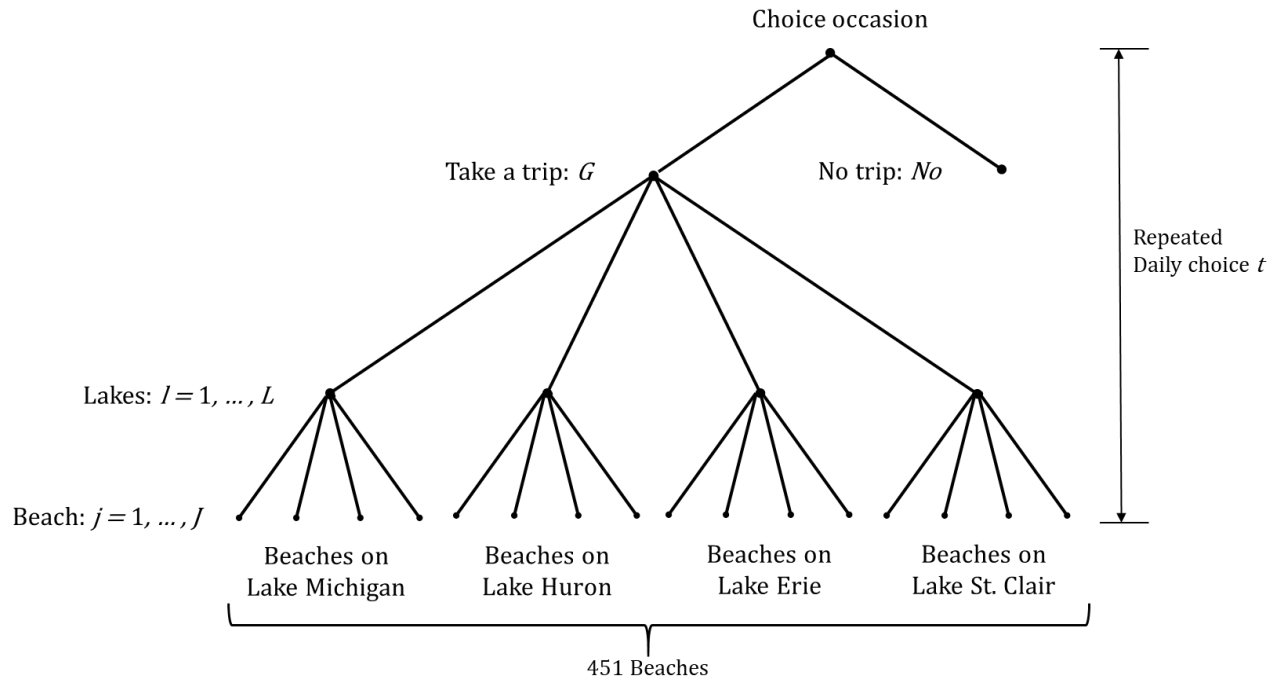 Choice occasion
Take a trip: G
No trip: No
Repeated
Daily choice t
Lakes: l = 1, ... , L
Beach: j = 1, ... , J
Beaches on
Lake Michigan
Beaches on
Lake Huron
Beaches on
Lake Erie
Beaches on
Lake St. Clair
451 Beaches